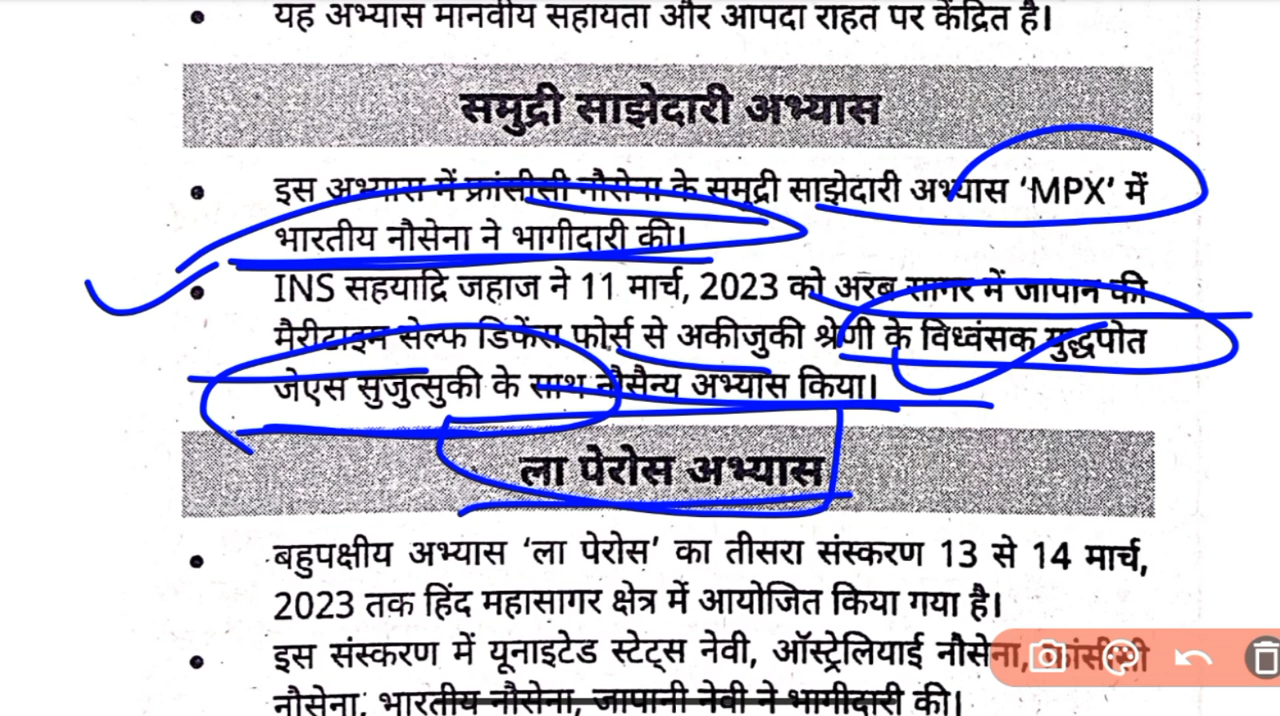 यह अभ्यास मानवीय सहायता और आपदा राहत पर केंद्रित है।
समुद्री साझेदारी अभ्यास
इस अभ्यास में फ्रांसीसी नौसेना के समुद्री साझेदारी अभ्यास ‘MPX’ में
भारतीय नौसेना ने भागीदारी की।
INS सहयाद्रि जहाज ने 11 मार्च, 2023 को अरब सागर में जापान की
मैरीटाइम सेल्फ डिफेंस फोर्स से अकीजुकी श्रेणी के विध्वंसक युद्धपोत
जेएस सुजुत्सुकी के साथ नौसैन्य अभ्यास किया।
ला पेरोस अभ्यास
बहुपक्षीय अभ्यास ‘ला पेरोस’ का तीसरा संस्करण 13 से 14 मार्च,
2023 तक हिंद महासागर क्षेत्र में आयोजित किया गया है।
इस संस्करण में यूनाइटेड स्टेट्स नेवी, ऑस्ट्रेलियाई नौसेना, फ्रांसीसी
नौसेना, भारतीय नौसेना, जापानी नेवी ने भागीदारी की।